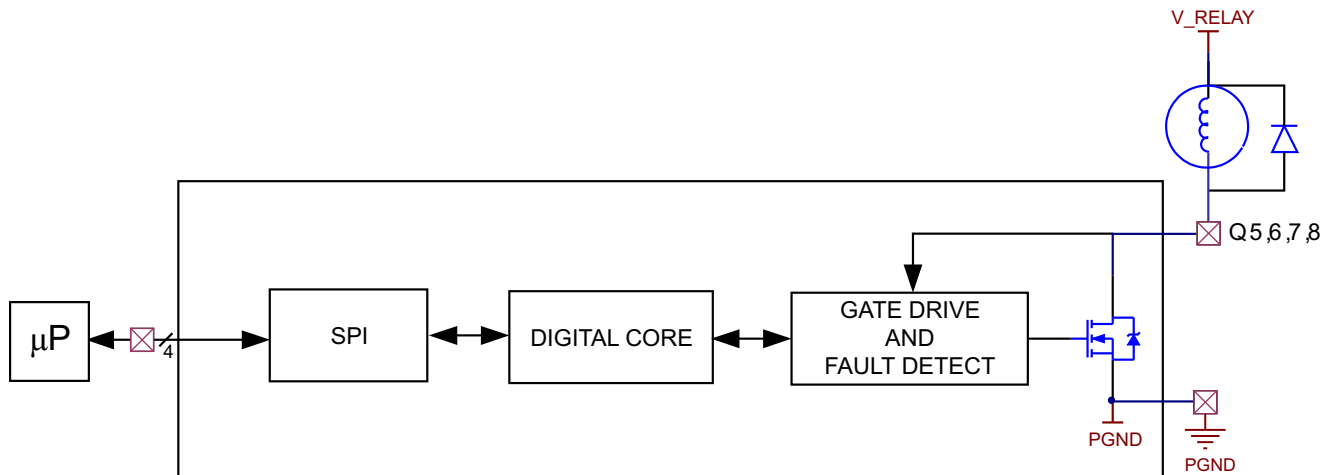 V_RELAY
Q5,6,7,8
μP
4
SPI
DIGITAL CORE
GATE DRIVE
AND
FAULT DETECT
PGND
PGND